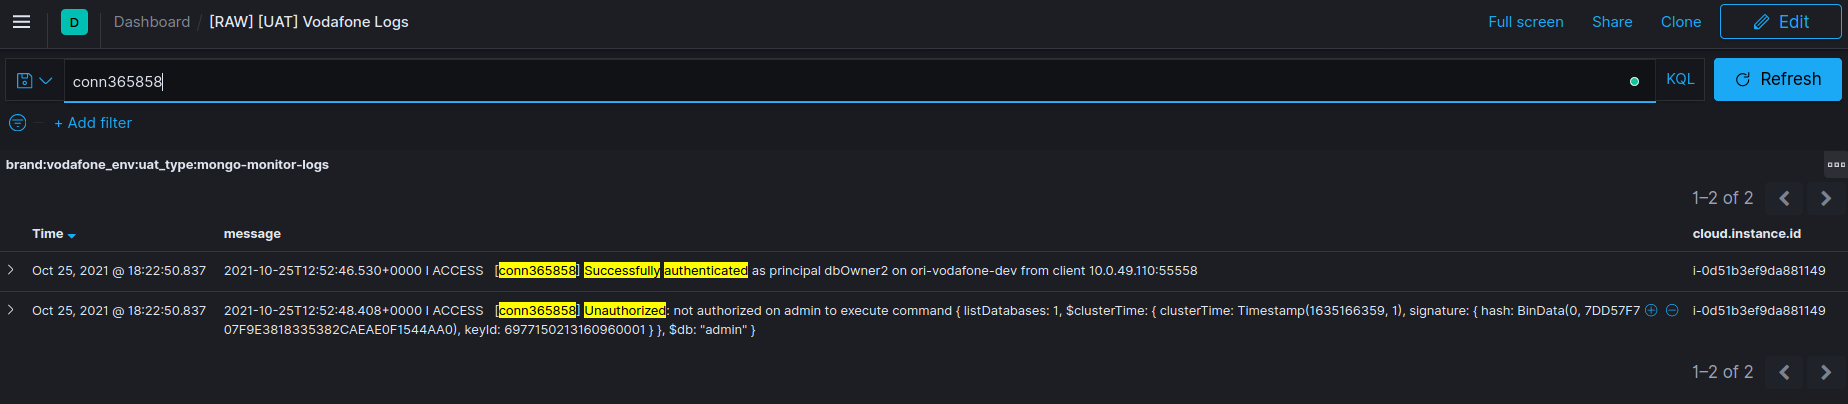 D Dashboard / [RAW] [UAT] Vodafone Logs Full screen Share Clone Edit
conn365858 KQL Refresh
+ Add filter
brand:vodafone_env:uat_type:mongo-monitor-logs
1–2 of 2
Time message cloud.instance.id
Oct 25, 2021 @ 18:22:50.837 2021-10-25T12:52:46.530+0000 I ACCESS [conn365858] Successfully authenticated as principal dbOwner2 on ori-vodafone-dev from client 10.0.49.110:55558 i-0d51b3ef9da881149
Oct 25, 2021 @ 18:22:50.837 2021-10-25T12:52:48.408+0000 I ACCESS [conn365858] Unauthorized: not authorized on admin to execute command { listDatabases: 1, $clusterTime: { clusterTime: Timestamp(1635166359, 1), signature: { hash: BinData(0, 7DD57F7 i-0d51b3ef9da881149
07F9E3818335382CAEAE0F1544AA0), keyId: 6977150213160960001 } }, $db: "admin" }
1–2 of 2